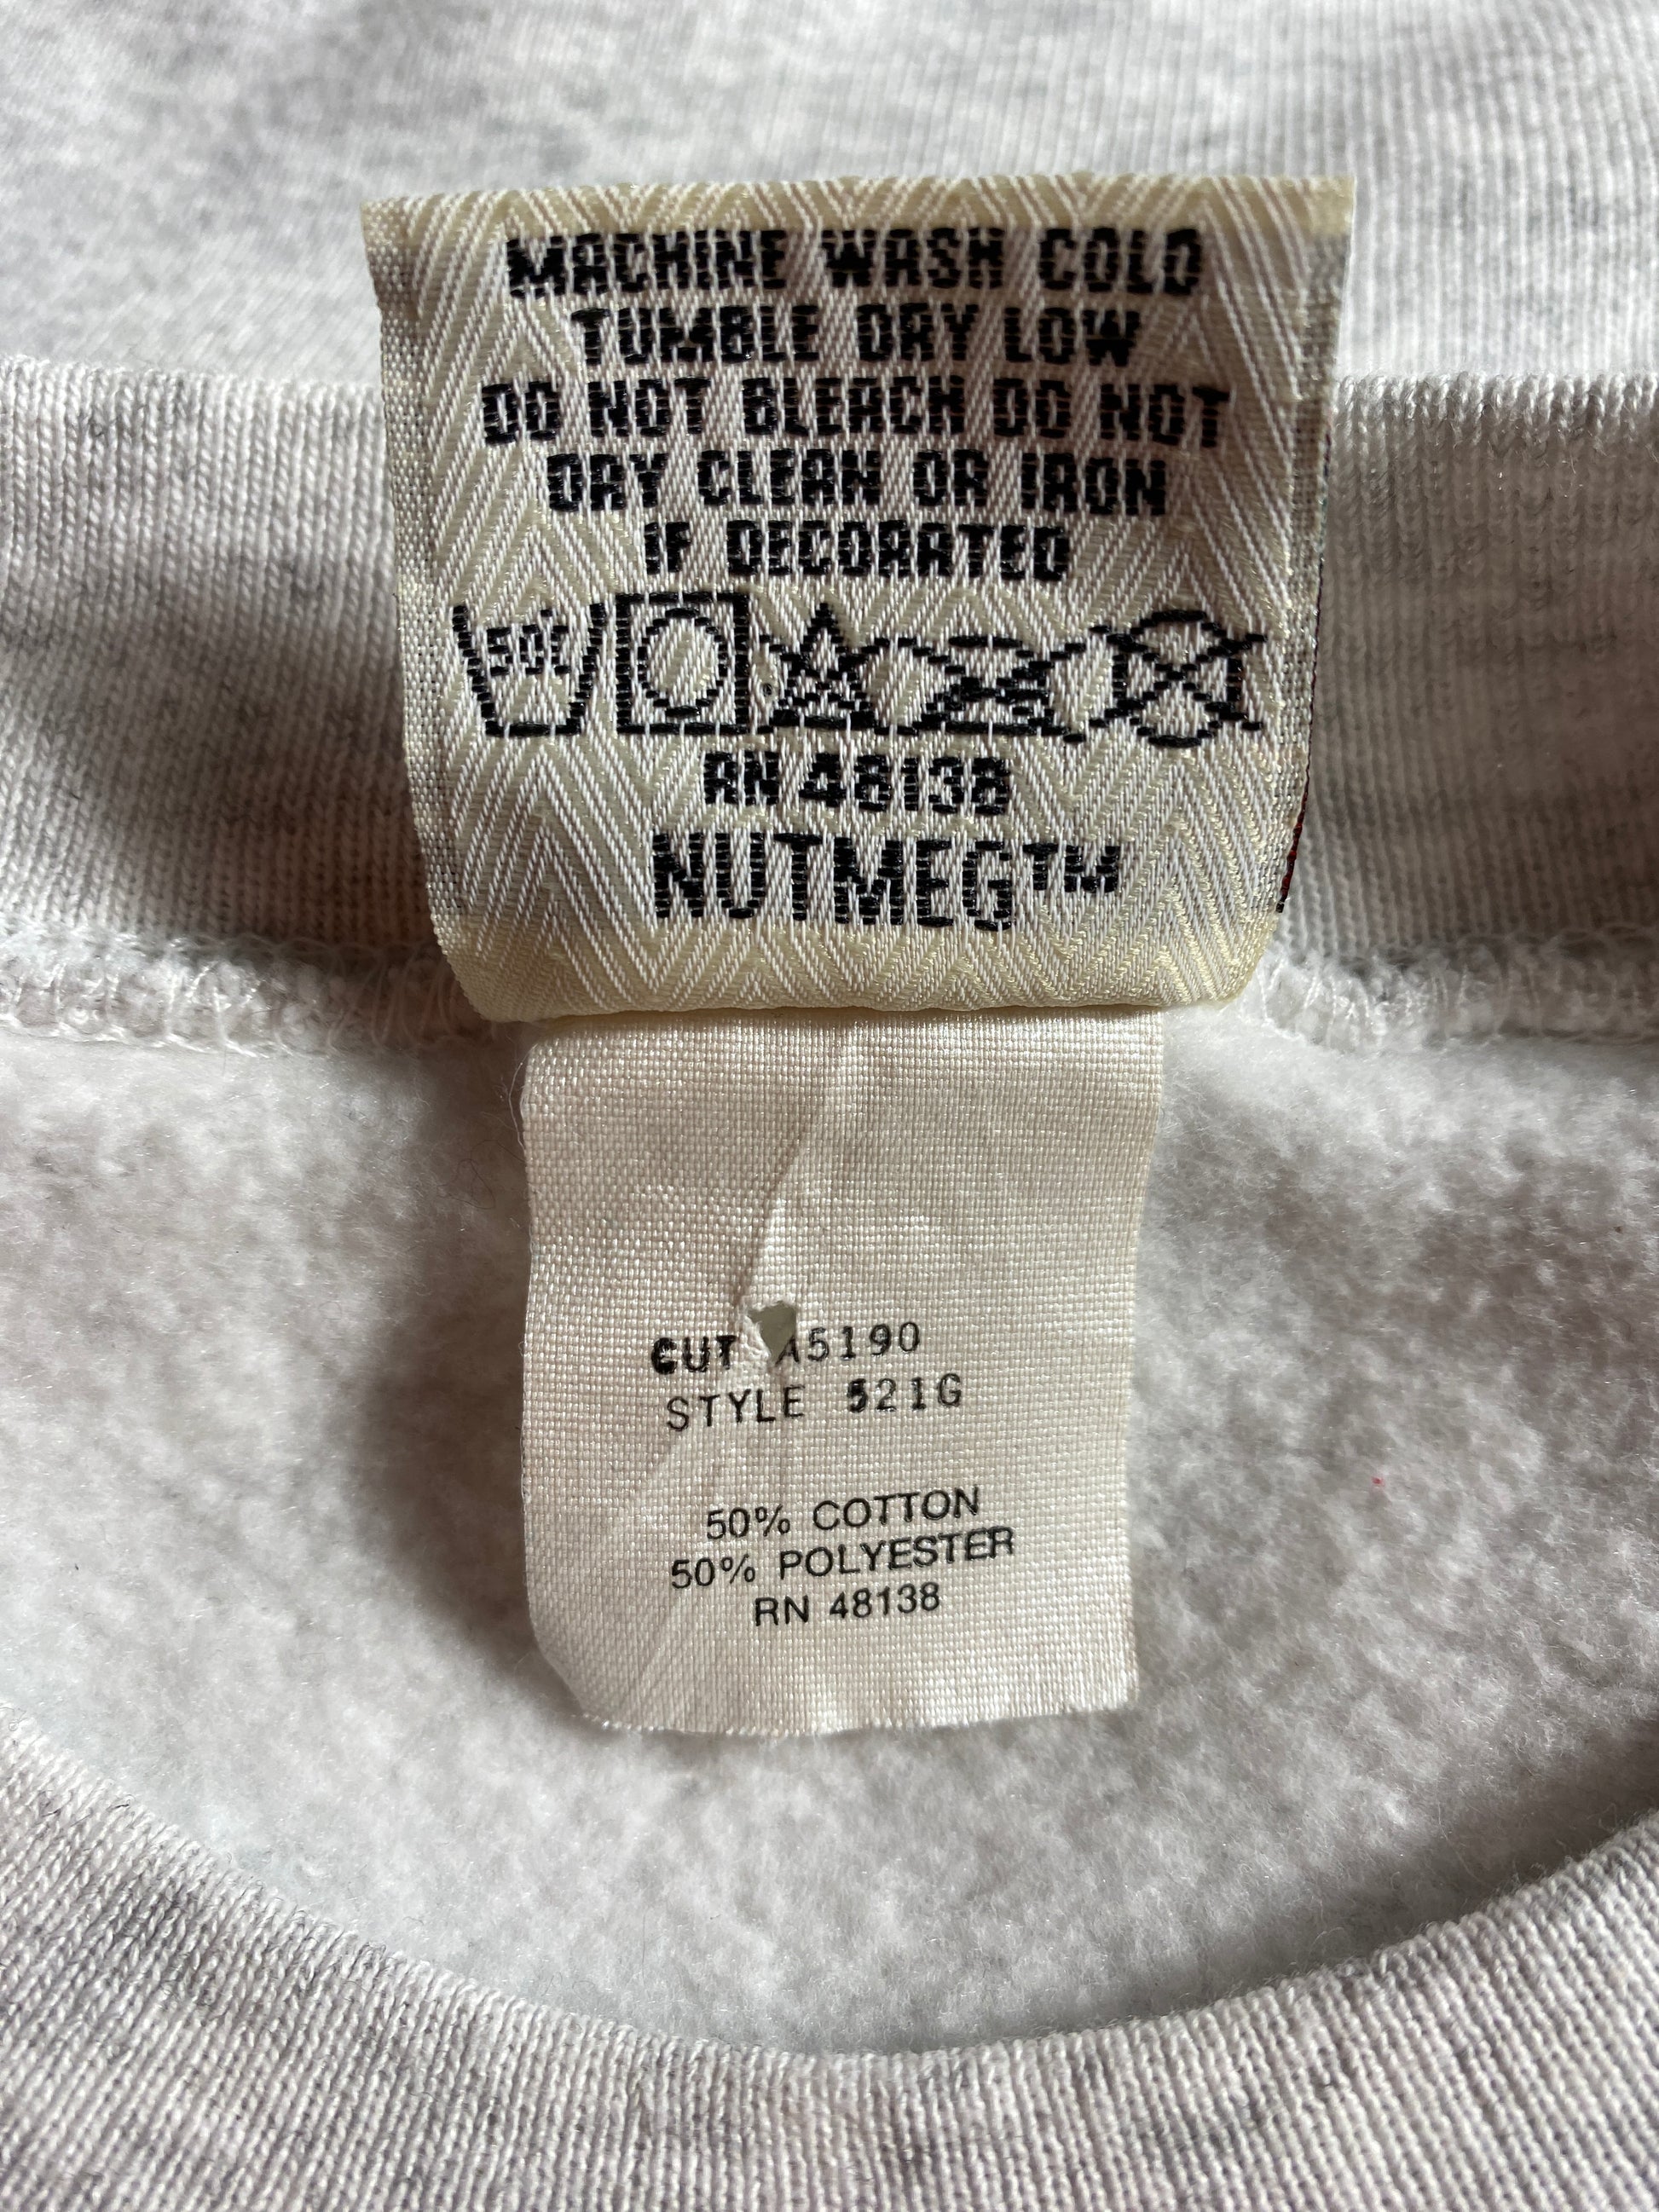 MACHINE WASH COLD
TUMBLE DRY LOW
DO NOT BLEACH DO NOT
DRY CLEAN OR IRON
IF DECORATED
50°C
RN 48138
NUTMEG™
CUT A5190
STYLE 521G
50% COTTON
50% POLYESTER
RN 48138